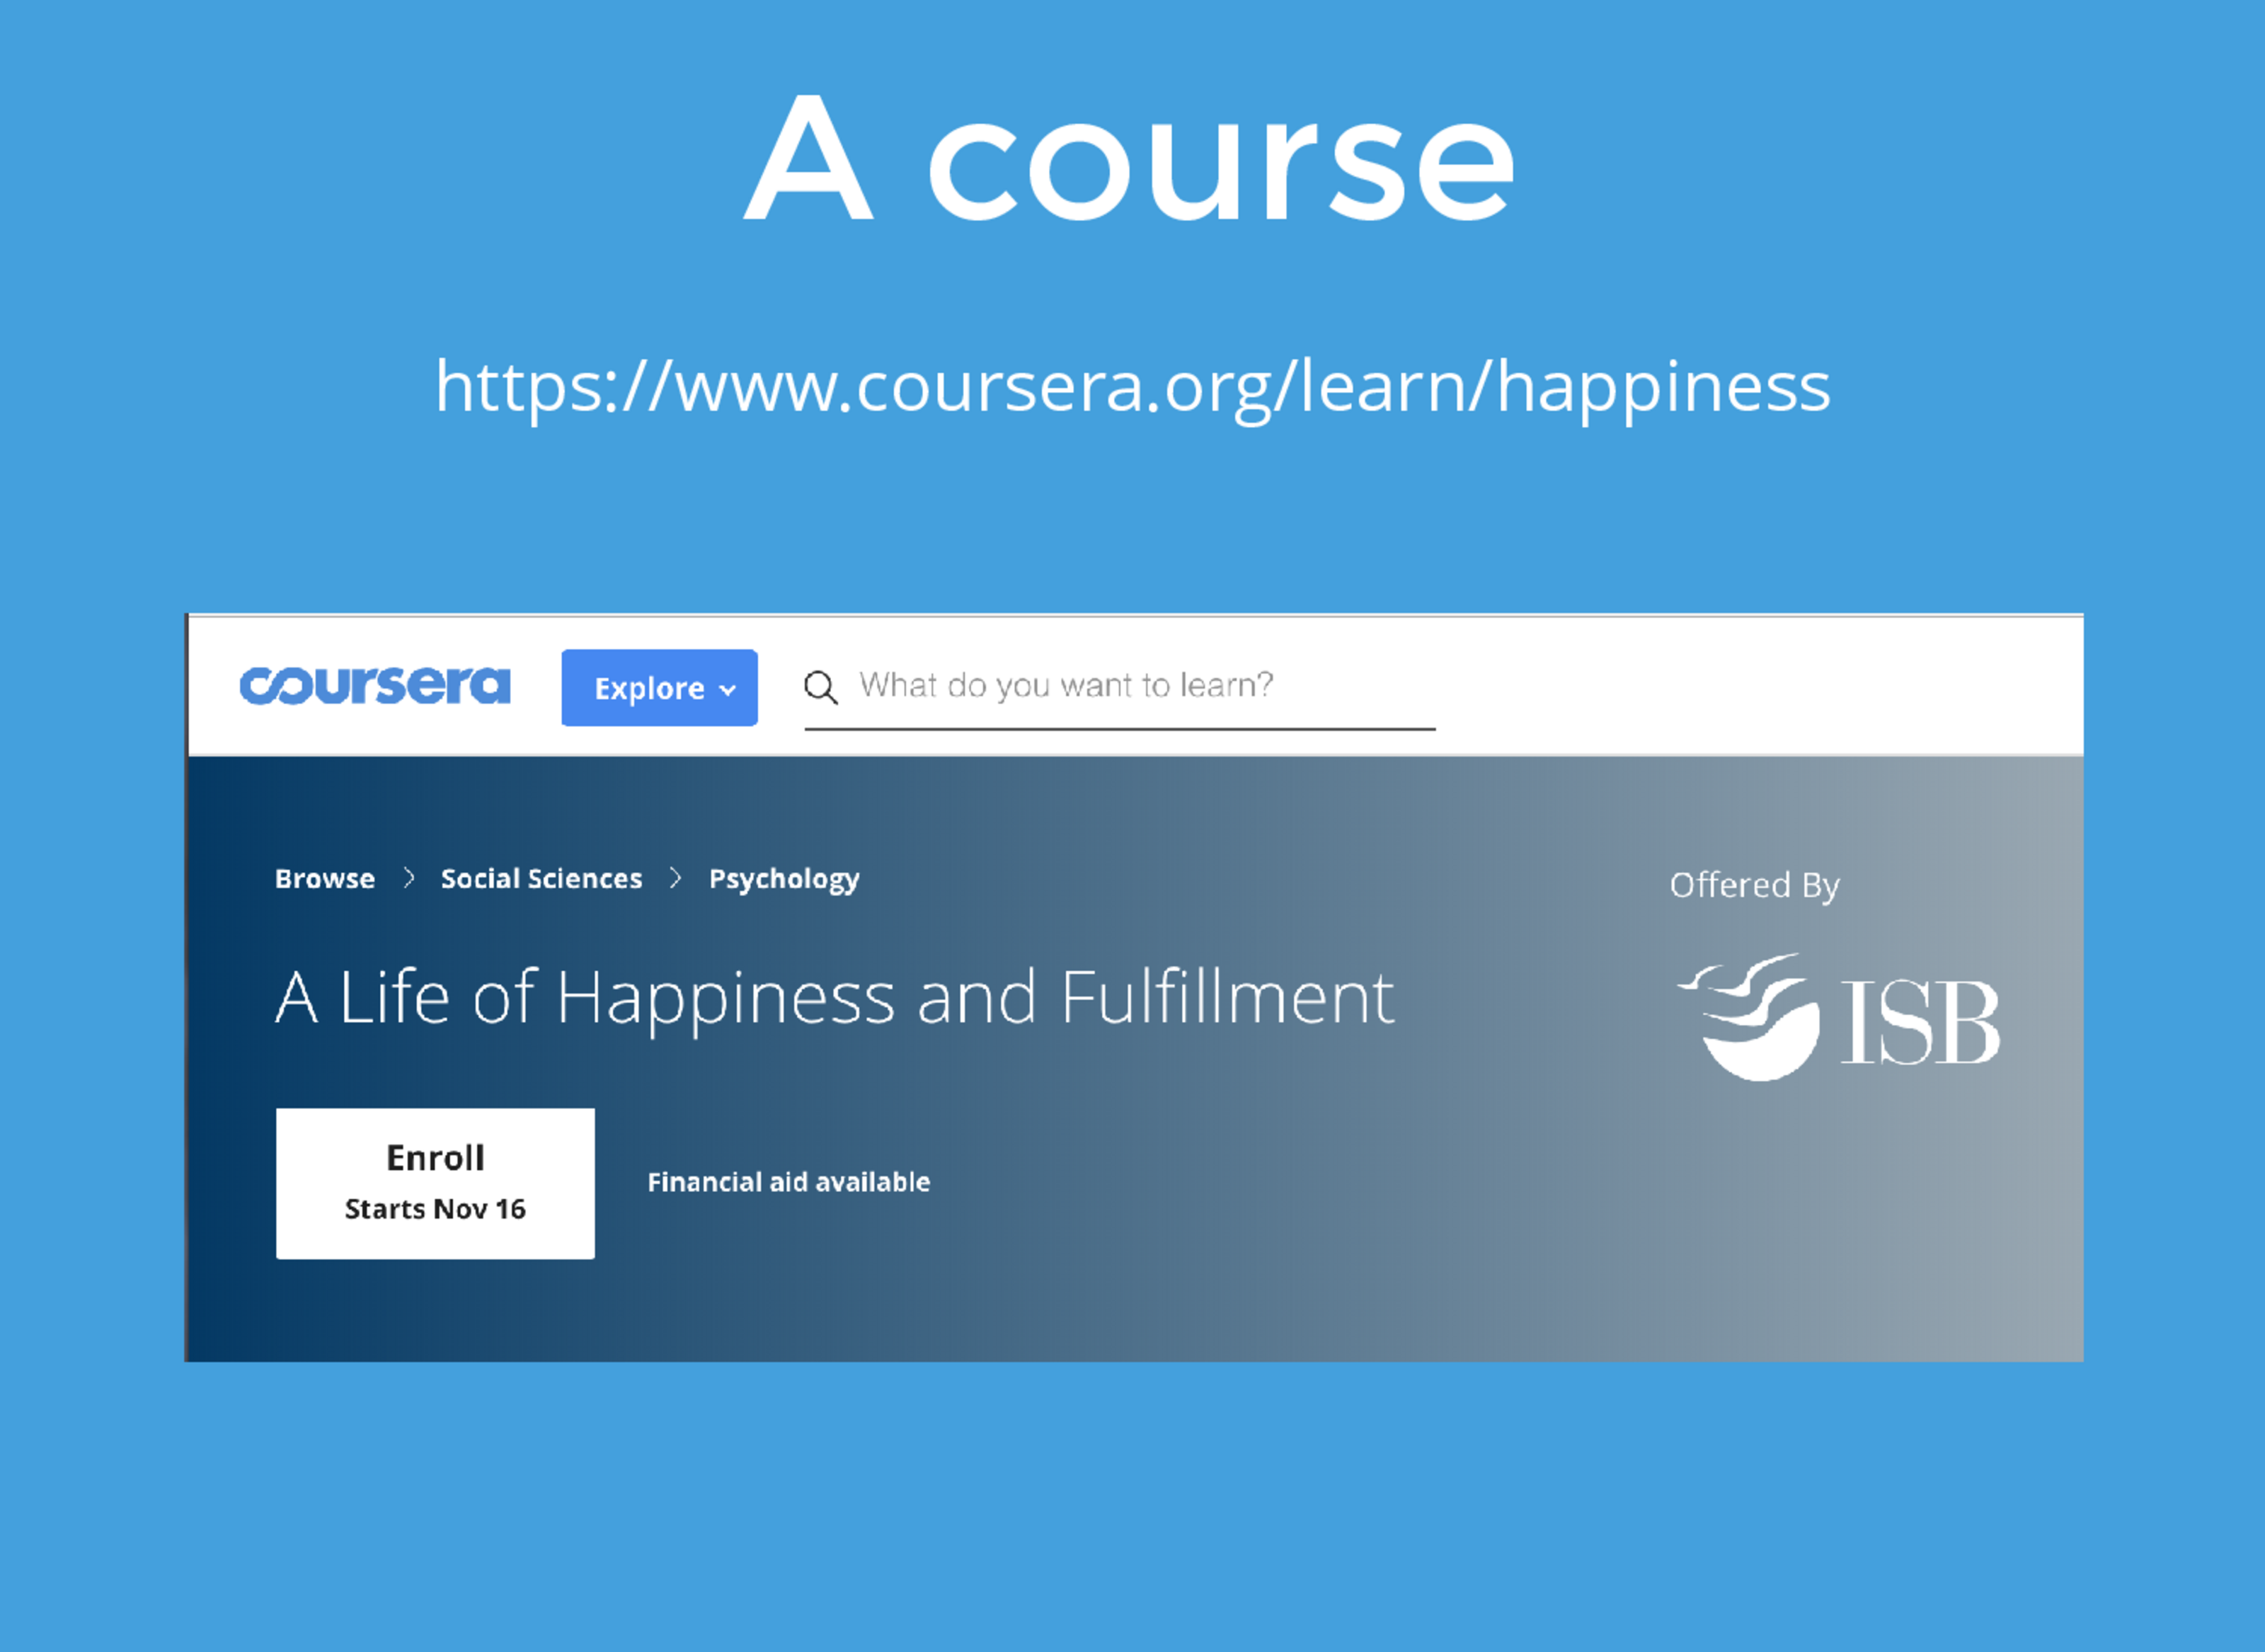 A course
https://www.coursera.org/learn/happiness
coursera Explore What do you want to learn?
Browse > Social Sciences > Psychology
Offered By
A Life of Happiness and Fulfillment
ISB
Enroll
Starts Nov 16
Financial aid available